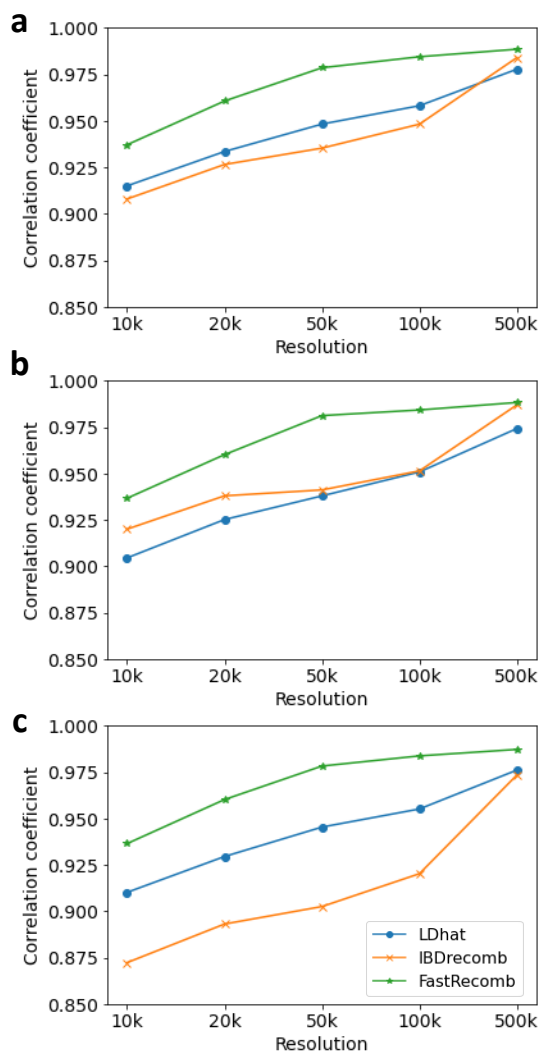 a
1.000
0.975
0.950
0.925
0.900
0.875
0.850
Correlation coefficient
10k 20k 50k 100k 500k
Resolution
b
1.000
0.975
0.950
0.925
0.900
0.875
0.850
Correlation coefficient
10k 20k 50k 100k 500k
Resolution
c
1.000
0.975
0.950
0.925
0.900
0.875
0.850
Correlation coefficient
LDhat
IBDrecomb
FastRecomb
10k 20k 50k 100k 500k
Resolution